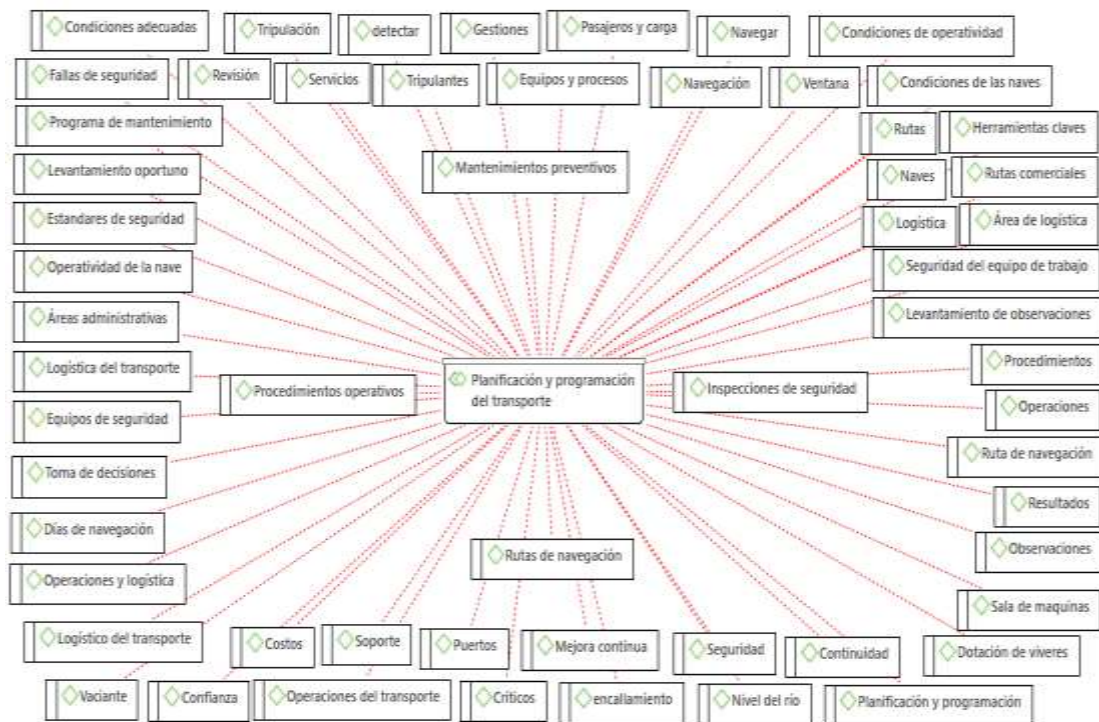 Condiciones adecuadas
Tripulación
detectar
Gestiones
Pasajeros y carga
Navegar
Condiciones de operatividad
Fallas de seguridad
Revisión
Servicios
Tripulantes
Equipos y procesos
Navegación
Ventana
Condiciones de las naves
Programa de mantenimiento
Rutas
Herramientas claves
Levantamiento oportuno
Mantenimientos preventivos
Naves
Rutas comerciales
Estandares de seguridad
Logística
Área de logística
Operatividad de la nave
Seguridad del equipo de trabajo
Áreas administrativas
Levantamiento de observaciones
Logística del transporte
Procedimientos operativos
Planificación y programación
del transporte
Inspecciones de seguridad
Procedimientos
Equipos de seguridad
Operaciones
Toma de decisiones
Ruta de navegación
Días de navegación
Resultados
Rutas de navegación
Observaciones
Operaciones y logística
Sala de maquinas
Logístico del transporte
Costos
Soporte
Puertos
Mejora continua
Seguridad
Continuidad
Dotación de viveres
Vaciante
Confianza
Operaciones del transporte
Críticos
encallamiento
Nivel del río
Planificación y programación